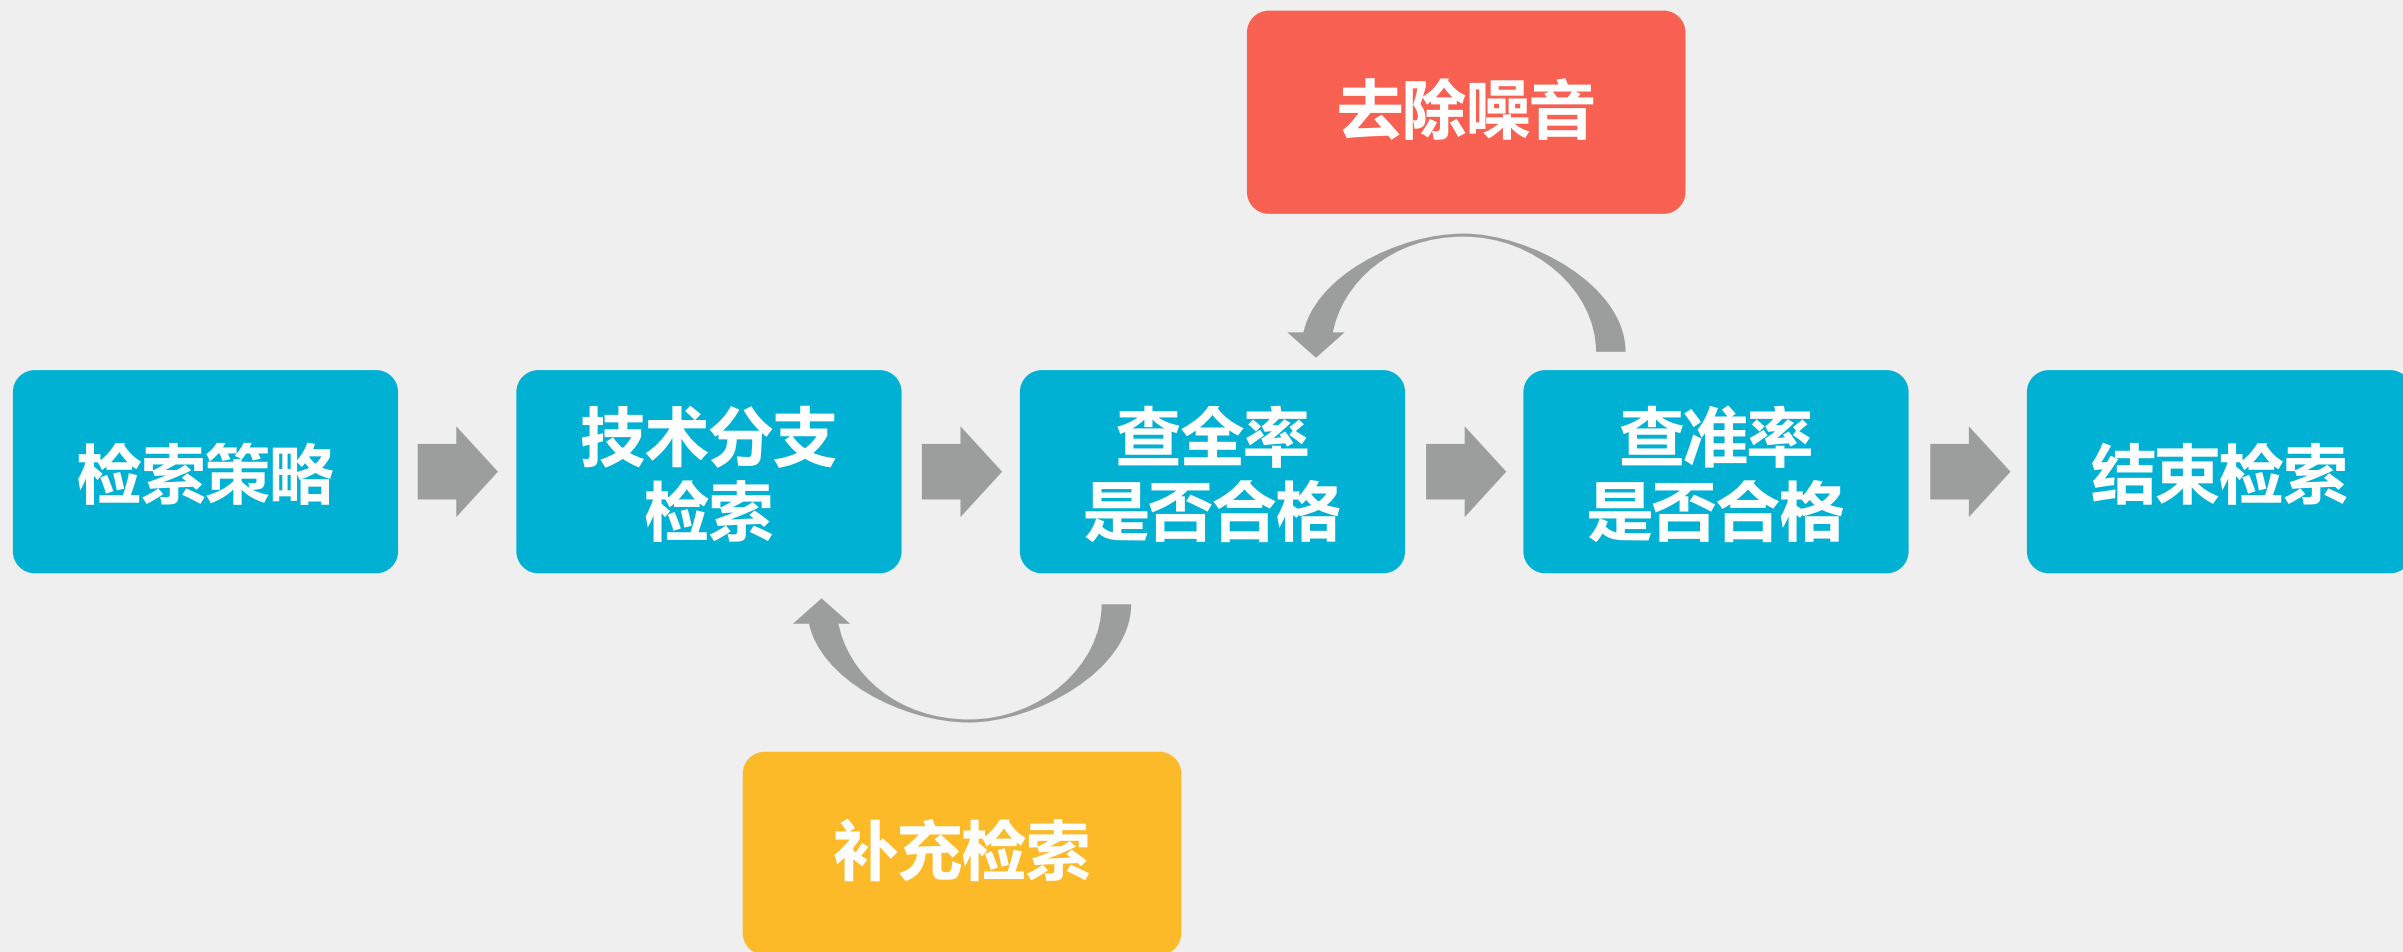 去除噪音
检索策略
技术分支
检索
查全率
是否合格
查准率
是否合格
结束检索
补充检索